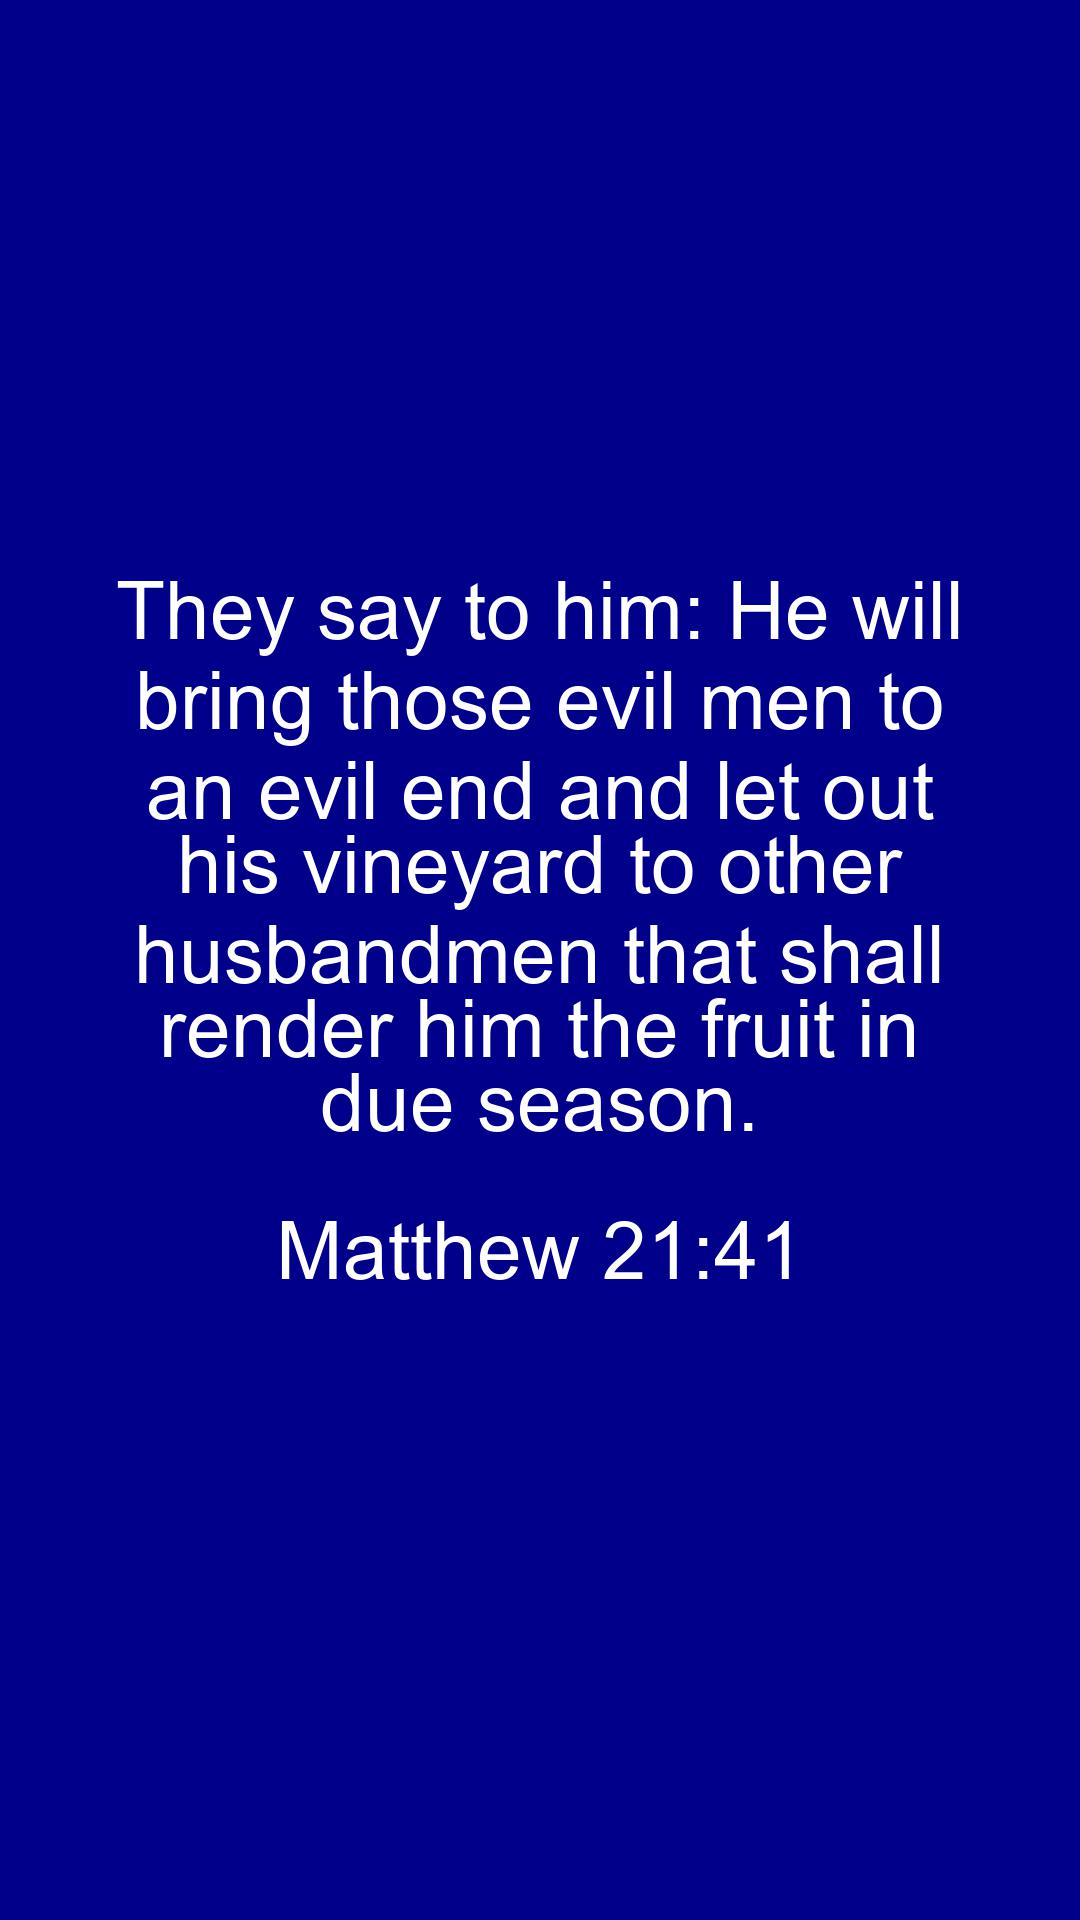 They say to him: He will
bring those evil men to
an evil end and let out
his vineyard to other
husbandmen that shall
render him the fruit in
due season.
Matthew 21:41